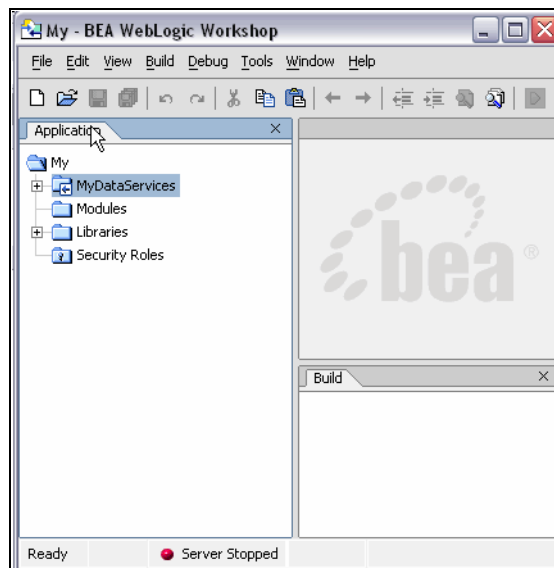 My - BEA WebLogic Workshop
File Edit View Build Debug Tools Window Help
Application
My
MyDataServices
Modules
Libraries
Security Roles
bea®
Build
Ready Server Stopped